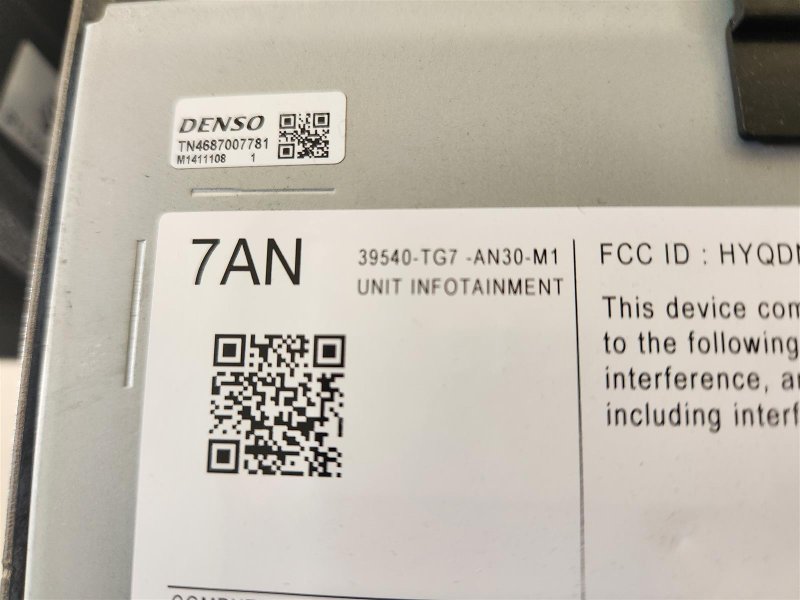 DENSO
TN4687007781
M1411108 1
7AN
39540-TG7 -AN30-M1
UNIT INFOTAINMENT
FCC ID : HYQDN
This device com
to the following
interference, a
including interf